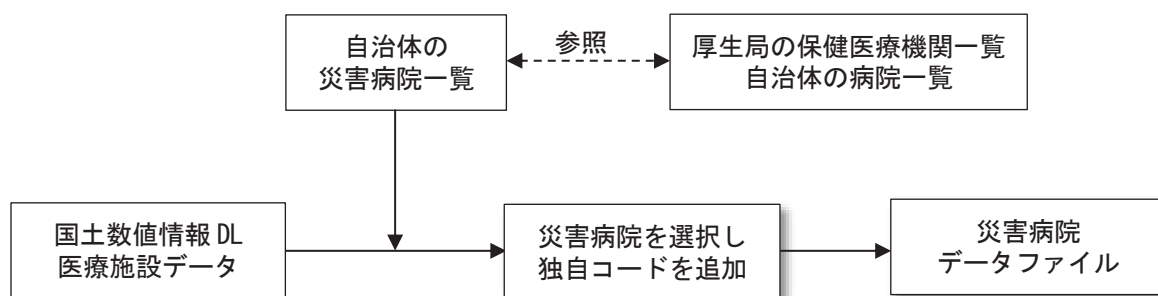 自治体の
災害病院一覧
参照
厚生局の保健医療機関一覧
自治体の病院一覧
国土数値情報DL
医療施設データ
災害病院を選択し
独自コードを追加
災害病院
データファイル